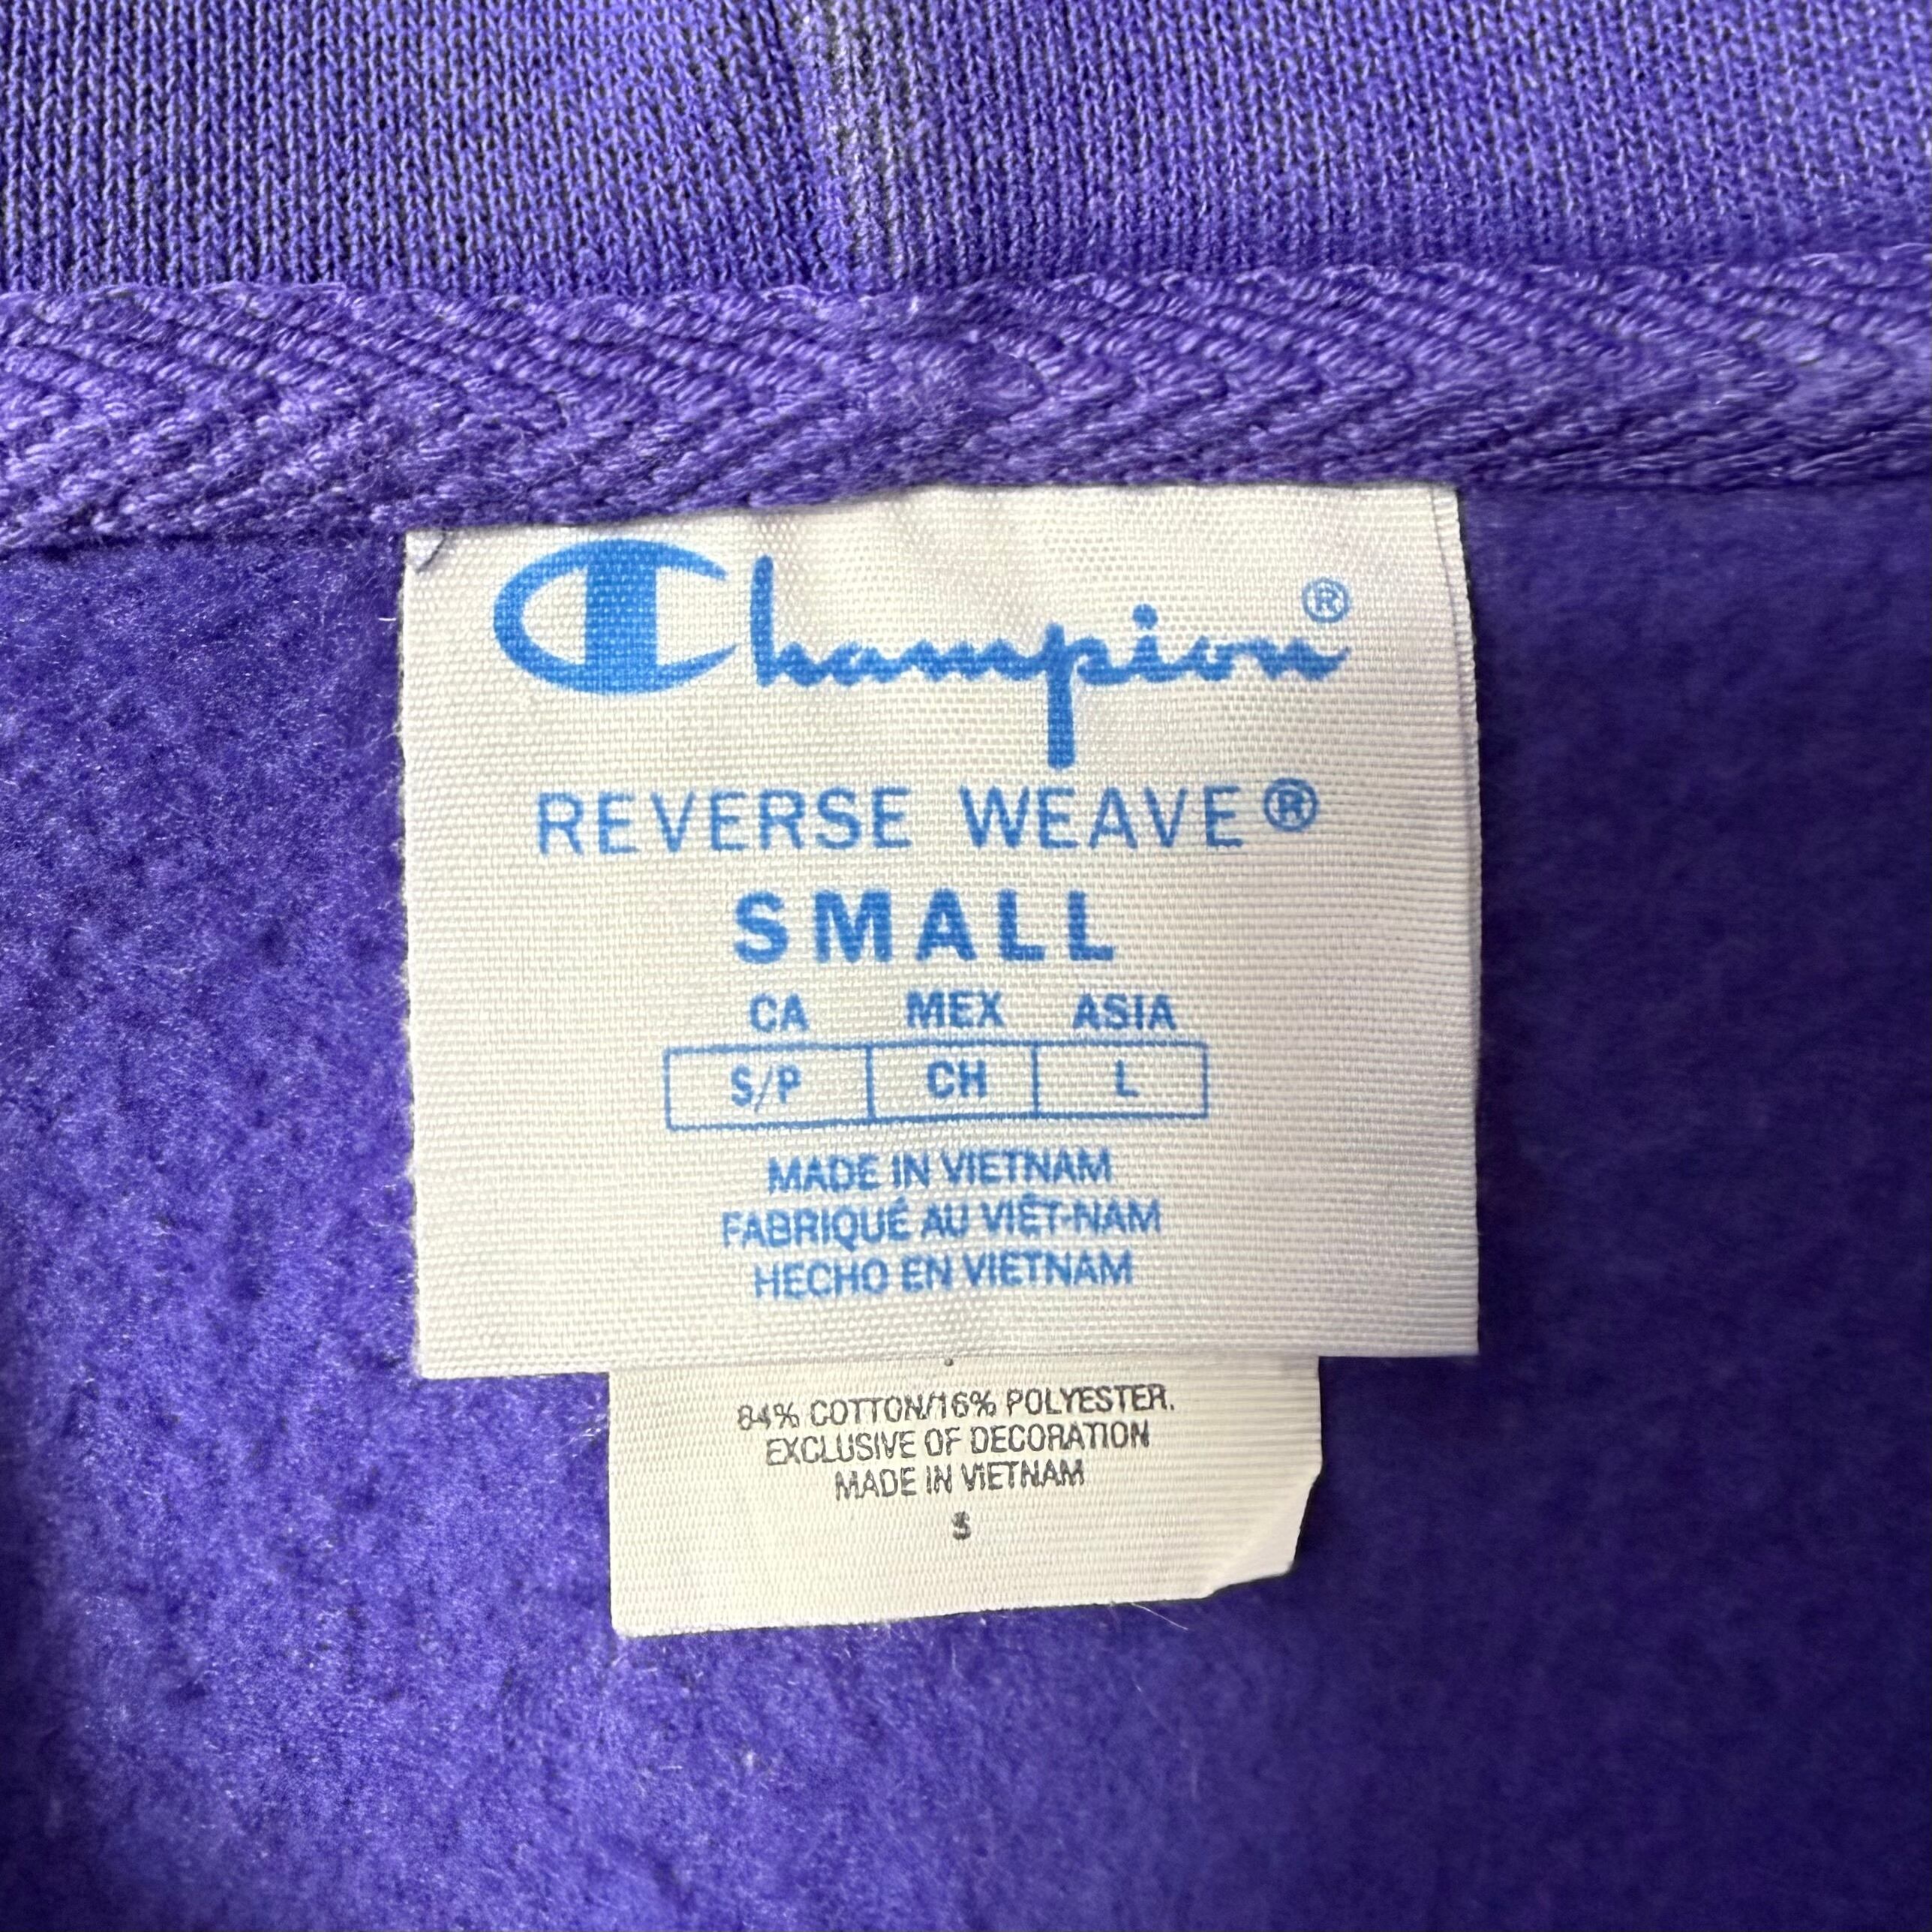 Champion®
REVERSE WEAVE®
SMALL
CA MEX ASIA
S/P CH L
MADE IN VIETNAM
FABRIQUÉ AU VIÊT-NAM
HECHO EN VIETNAM
84% COTTON/16% POLYESTER.
EXCLUSIVE OF DECORATION
MADE IN VIETNAM
S